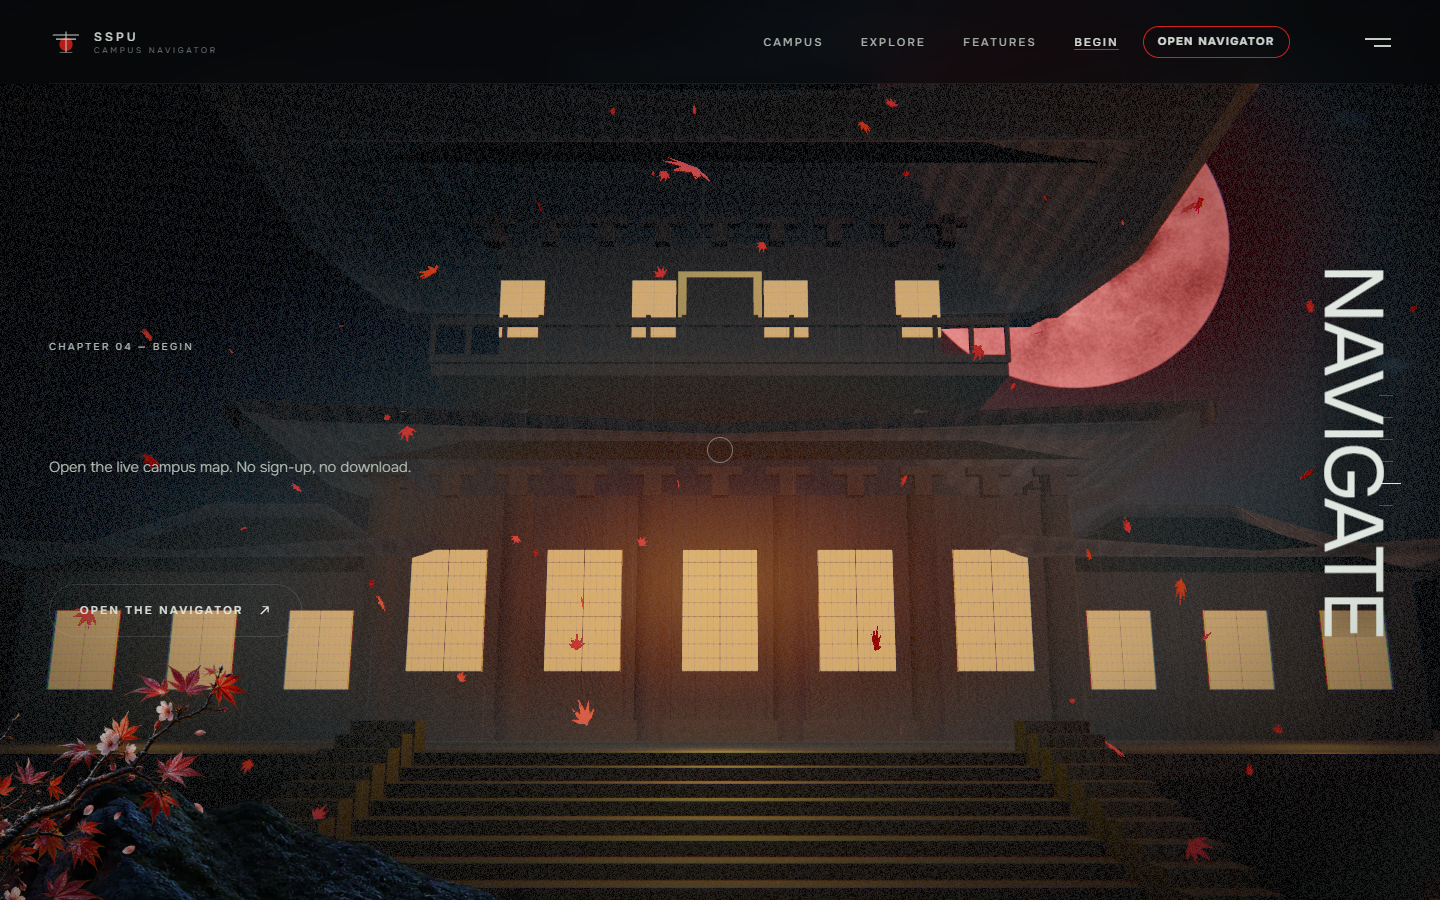 SSPU
CAMPUS NAVIGATOR
CAMPUS
EXPLORE
FEATURES
BEGIN
OPEN NAVIGATOR
CHAPTER 04 — BEGIN
Open the live campus map. No sign-up, no download.
OPEN THE NAVIGATOR ↗
NAVIGATE